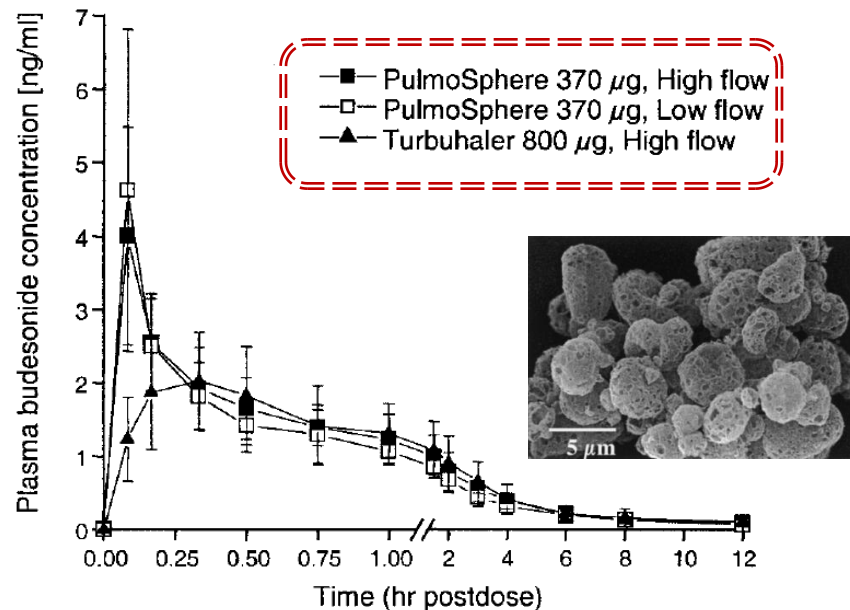 PulmoSphere 370 µg, High flow
PulmoSphere 370 µg, Low flow
Turbuhaler 800 µg, High flow
Plasma budesonide concentration [ng/ml]
7
6
5
4
3
2
1
0
5 µm
0.00 0.25 0.50 0.75 1.00 2 4 6 8 10 12
Time (hr postdose)